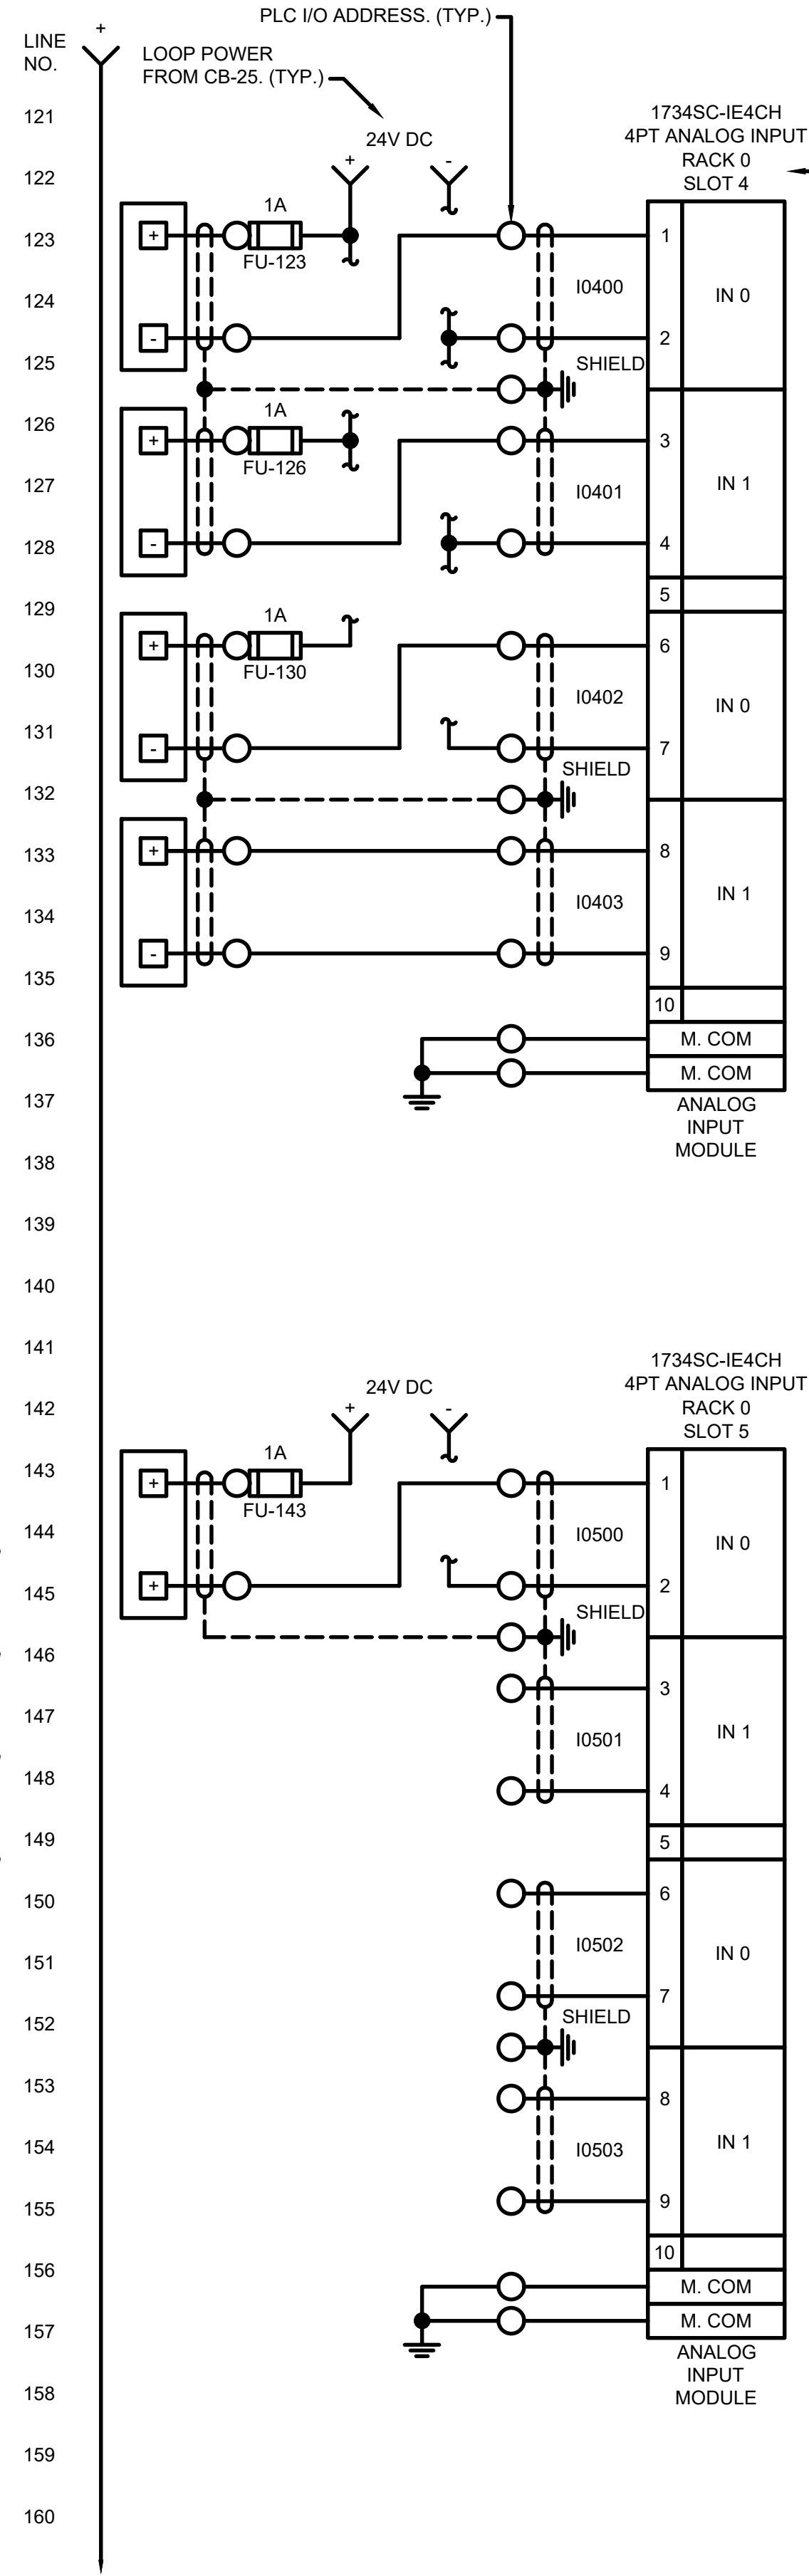 PLC I/O ADDRESS. (TYP.)
LINE
NO.
+
LOOP POWER
FROM CB-25. (TYP.)
121
1734SC-IE4CH
4PT ANALOG INPUT
RACK 0
SLOT 4
24V DC
+ -
122
1A
123
+
FU-123
1
I0400
IN 0
124
-
2
125
SHIELD
126
1A
+
FU-126
3
127
I0401
IN 1
128
-
4
129
5
1A
130
+
FU-130
6
I0402
IN 0
131
-
7
SHIELD
132
133
+
8
134
I0403
IN 1
-
9
135
10
136
M. COM
M. COM
137
ANALOG
INPUT
MODULE
138
139
140
141
1734SC-IE4CH
4PT ANALOG INPUT
RACK 0
SLOT 5
24V DC
+ -
142
1A
143
+
FU-143
1
144
I0500
IN 0
145
+
2
SHIELD
146
3
147
I0501
IN 1
148
4
149
5
150
6
151
I0502
IN 0
7
152
SHIELD
153
8
154
I0503
IN 1
155
9
156
10
M. COM
157
M. COM
ANALOG
INPUT
MODULE
158
159
160